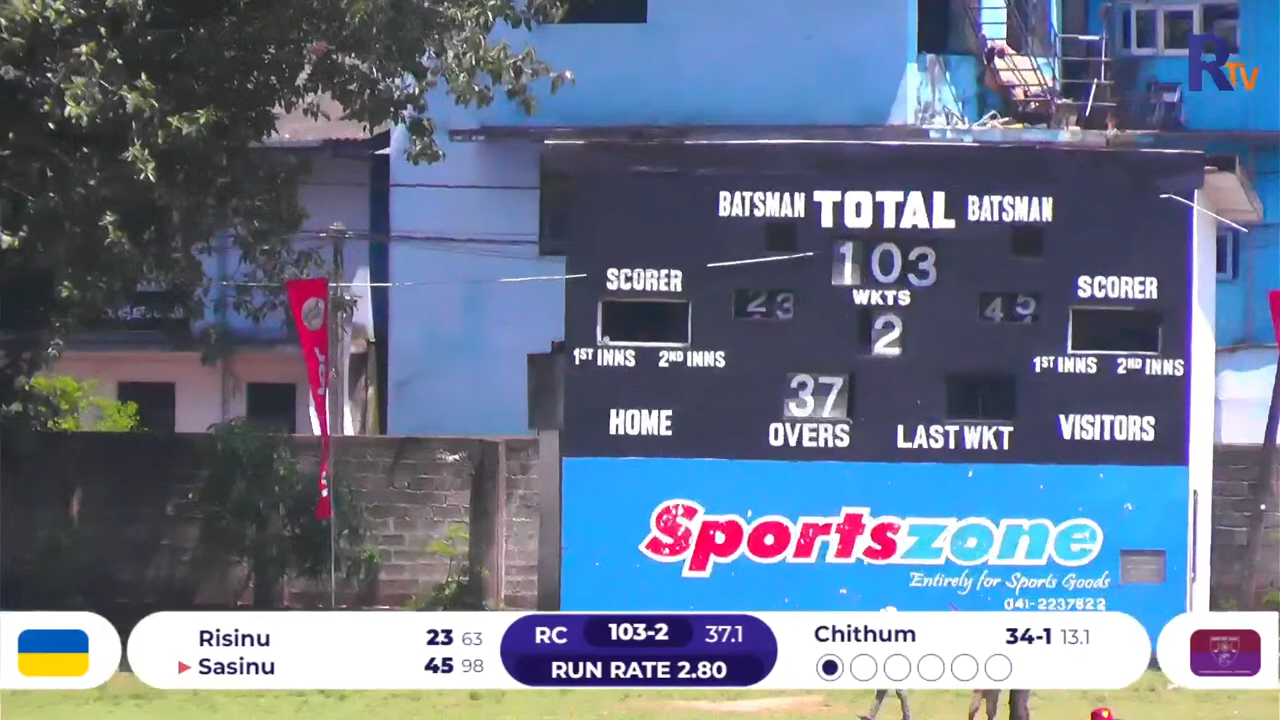 RTV
BATSMAN TOTAL BATSMAN
103
SCORER WKTS SCORER
23 2 45
1ST INNS 2ND INNS 1ST INNS 2ND INNS
37
HOME OVERS LAST WKT VISITORS
Sportszone
Entirely for Sports Goods
041-2237822
Risinu 23 63
Sasinu 45 98
RC 103-2 37.1
RUN RATE 2.80
Chithum 34-1 13.1